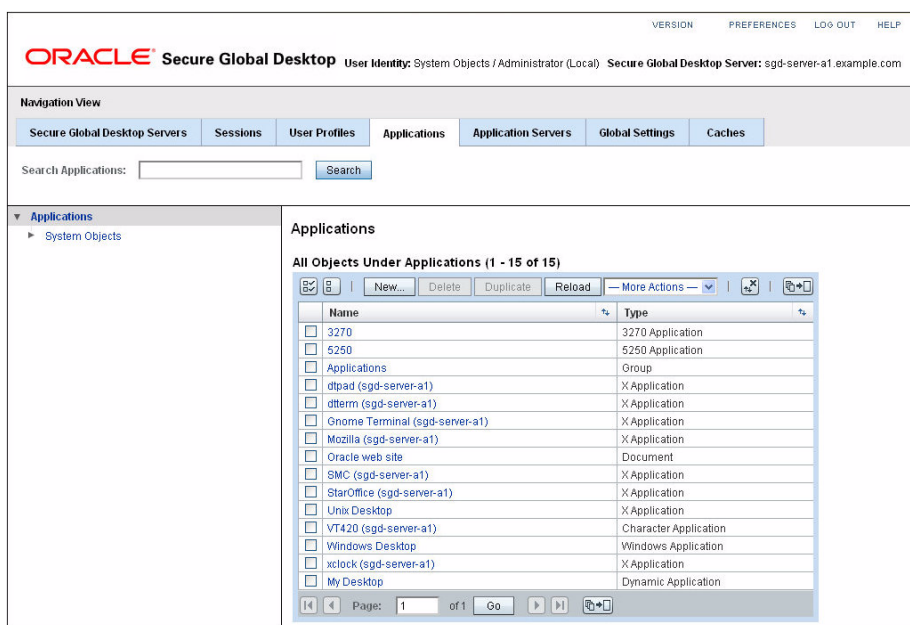 VERSION PREFERENCES LOG OUT HELP
ORACLE Secure Global Desktop User Identity: System Objects / Administrator (Local) Secure Global Desktop Server: sgd-server-a1.example.com
Navigation View
Secure Global Desktop Servers Sessions User Profiles Applications Application Servers Global Settings Caches
Search Applications: Search
Applications
System Objects
Applications
All Objects Under Applications (1 - 15 of 15)
New... Delete Duplicate Reload — More Actions —
Name Type
3270 3270 Application
5250 5250 Application
Applications Group
dtpad (sgd-server-a1) X Application
dtterm (sgd-server-a1) X Application
Gnome Terminal (sgd-server-a1) X Application
Mozilla (sgd-server-a1) X Application
Oracle web site Document
SMC (sgd-server-a1) X Application
StarOffice (sgd-server-a1) X Application
Unix Desktop X Application
VT420 (sgd-server-a1) Character Application
Windows Desktop Windows Application
xclock (sgd-server-a1) X Application
My Desktop Dynamic Application
Page: 1 of 1 Go